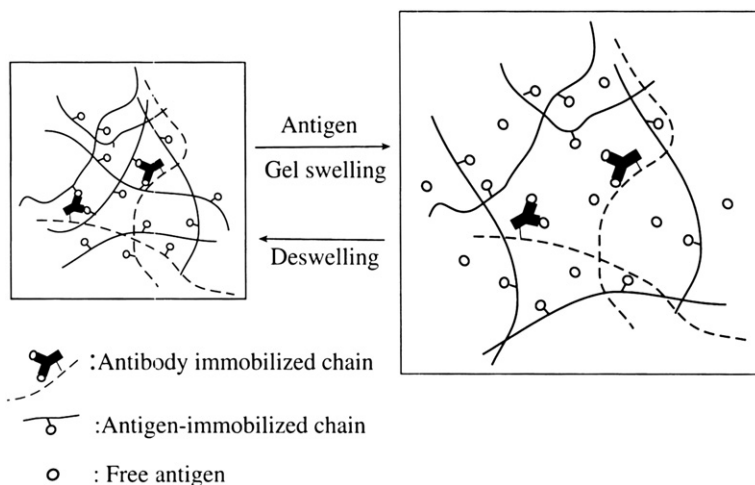 Antigen
Gel swelling
Deswelling
:Antibody immobilized chain
:Antigen-immobilized chain
: Free antigen